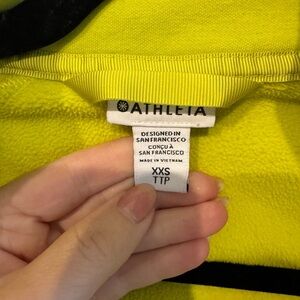 ATHLETA
DESIGNED IN
SAN FRANCISCO
CONÇU À
SAN FRANCISCO
MADE IN VIETNAM
XXS
TTP